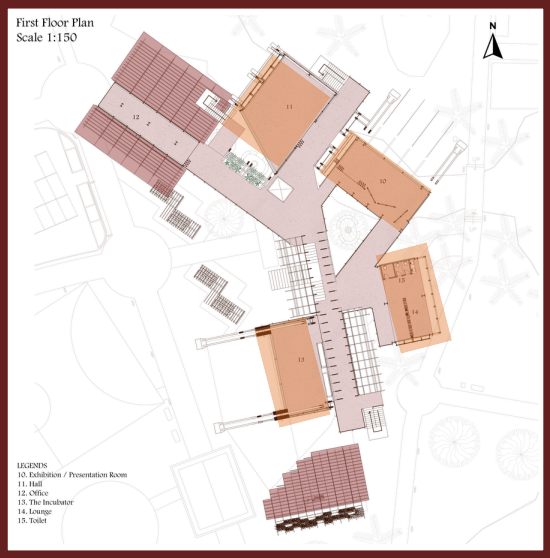 First Floor Plan
Scale 1:150
N
11
12
10
15
14
13
LEGENDS
10. Exhibition / Presentation Room
11. Hall
12. Office
13. The Incubator
14. Lounge
15. Toilet